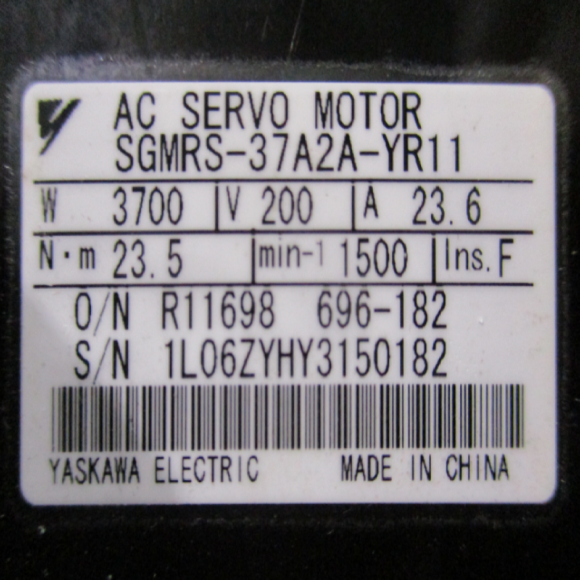 AC SERVO MOTOR
SGMRS-37A2A-YR11
W 3700 V 200 A 23.6
N·m 23.5 min-1 1500 Ins. F
O/N R11698 696-182
S/N 1L06ZYHY3150182
YASKAWA ELECTRIC MADE IN CHINA